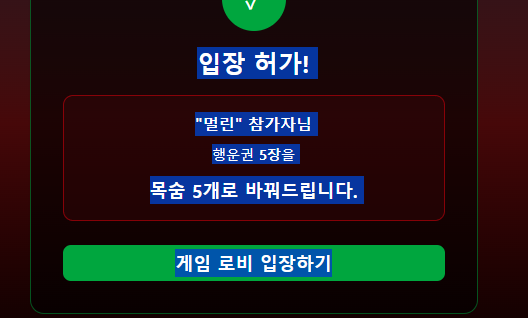 입장 허가!
"멀린" 참가자님
행운권 5장을
목숨 5개로 바꿔드립니다.
게임 로비 입장하기